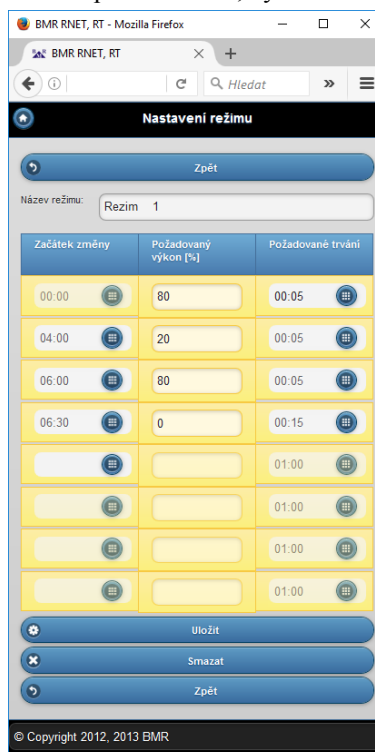 BMR RNET, RT - Mozilla Firefox
BMR RNET, RT
Hledat
Nastavení režimu
Zpět
Název režimu: Rezim 1
Začátek změny Požadovaný výkon [%] Požadované trvání
00:00 80 00:05
04:00 20 00:05
06:00 80 00:05
06:30 0 00:15
01:00
01:00
01:00
01:00
Uložit
Smazat
Zpět
© Copyright 2012, 2013 BMR